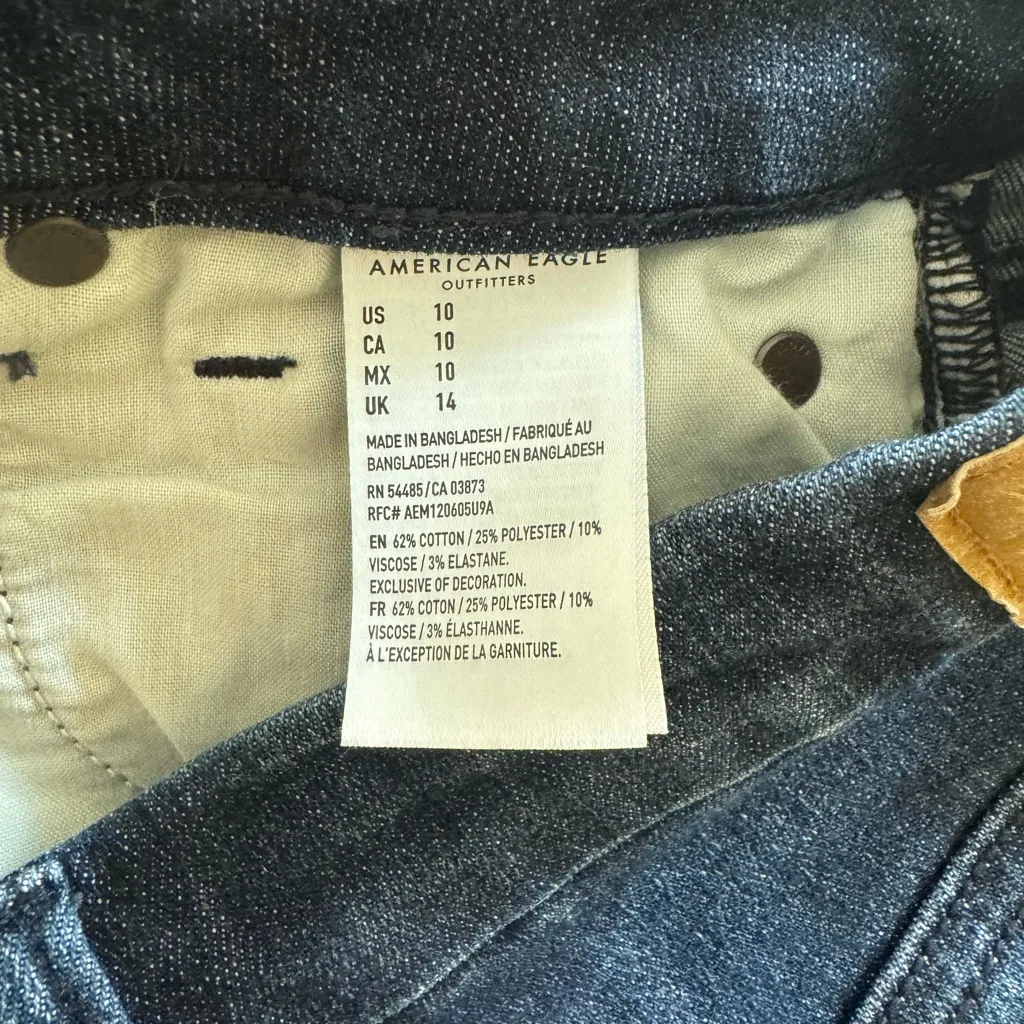 AMERICAN EAGLE
OUTFITTERS
US 10
CA 10
MX 10
UK 14
MADE IN BANGLADESH / FABRIQUÉ AU
BANGLADESH / HECHO EN BANGLADESH
RN 54485 / CA 03873
RFC# AEM120605U9A
EN 62% COTTON / 25% POLYESTER / 10%
VISCOSE / 3% ELASTANE.
EXCLUSIVE OF DECORATION.
FR 62% COTON / 25% POLYESTER / 10%
VISCOSE / 3% ÉLASTHANNE.
À L'EXCEPTION DE LA GARNITURE.